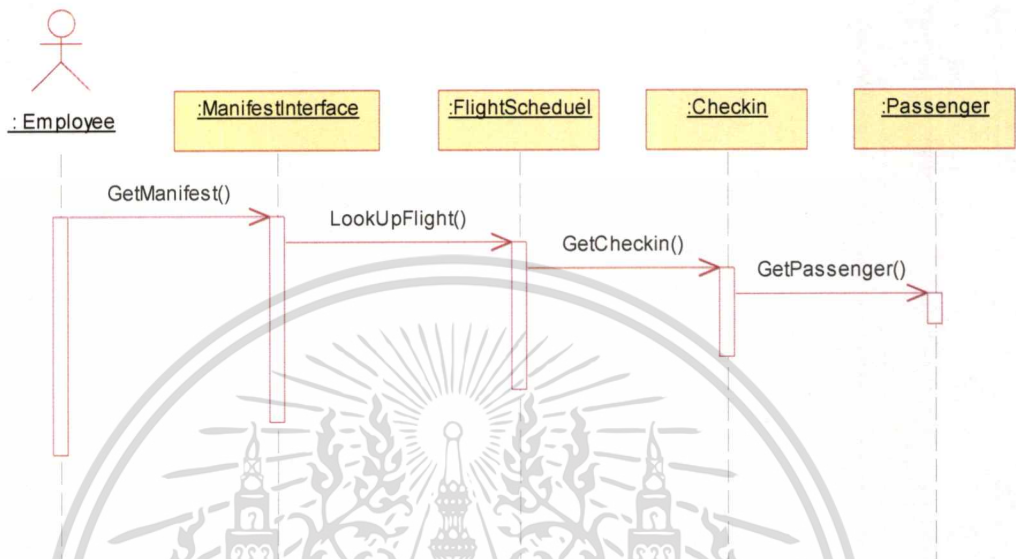 : Employee
:ManifestInterface
:FlightScheduel
:Checkin
:Passenger
GetManifest()
LookUpFlight()
GetCheckin()
GetPassenger()